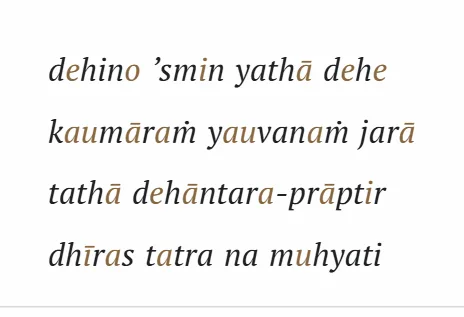 dehino ’smin yathā dehe
kaumāraṁ yauvanaṁ jarā
tathā dehāntara-prāptir
dhīras tatra na muhyati